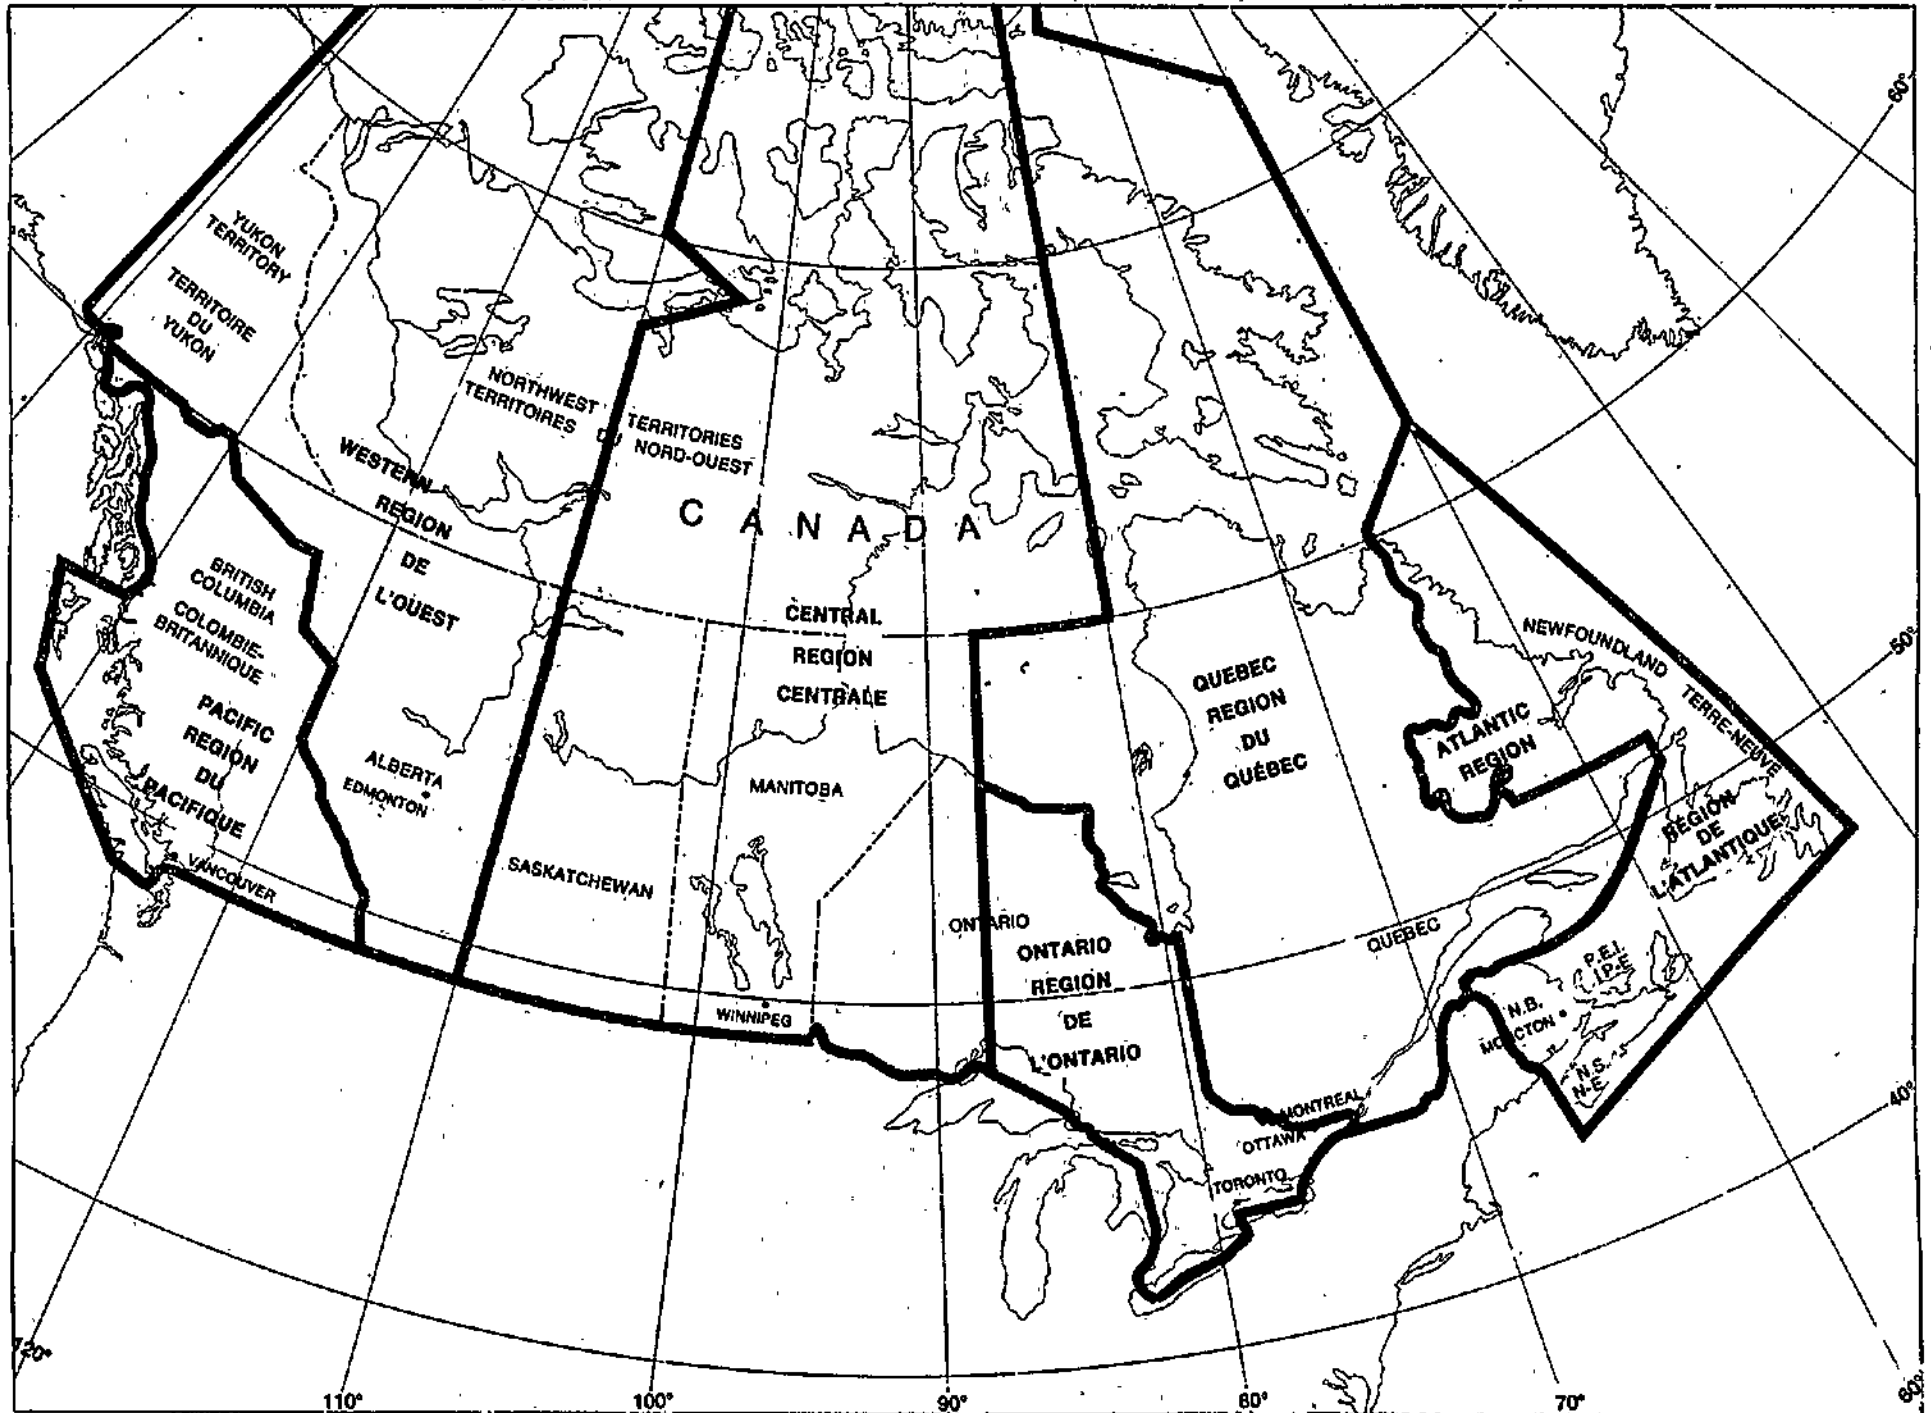 YUKON
TERRITORY
TERRITOIRE
DU
YUKON
NORTHWEST
TERRITOIRES DU
TERRITORIES
NORD-OUEST
CANADA
WESTERN
REGION
DE
L'OUEST
BRITISH
COLUMBIA
COLOMBIE-
BRITANNIQUE
PACIFIC
REGION
DU
PACIFIQUE
VANCOUVER
ALBERTA
EDMONTON
SASKATCHEWAN
CENTRAL
REGION
CENTRALE
MANITOBA
WINNIPEG
ONTARIO
ONTARIO
REGION
DE
L'ONTARIO
QUEBEC
REGION
DU
QUÉBEC
QUEBEC
MONTREAL
OTTAWA
TORONTO
NEWFOUNDLAND TERRE-NEUVE
ATLANTIC
REGION
RÉGION
DE
L'ATLANTIQUE
P.E.I.
I.P-E
N.B.
MONCTON
N.S.
N-E.
60°
50°
40°
120°
110°
100°
90°
80°
70°
60°